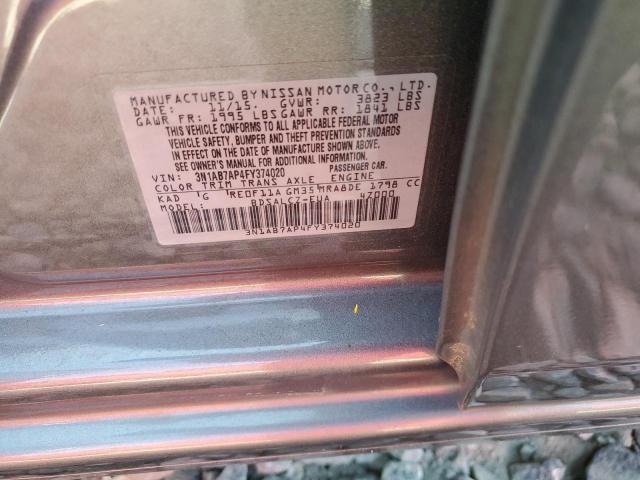 MANUFACTURED BY NISSAN MOTOR CO., LTD.
DATE: 11/15. GVWR: 3823 LBS
GAWR FR: 1995 LBS GAWR RR: 1841 LBS
THIS VEHICLE CONFORMS TO ALL APPLICABLE FEDERAL MOTOR
VEHICLE SAFETY, BUMPER AND THEFT PREVENTION STANDARDS
IN EFFECT ON THE DATE OF MANUFACTURE SHOWN ABOVE.
SEE OWNER'S MANUAL FOR ADDITIONAL INFORMATION.
VIN: 3N1AB7AP4FY374020 PASSENGER CAR
COLOR TRIM TRANS AXLE ENGINE
KAD G RE0F11A GM35 MRA8DE 1798 CC
MODEL: BDSALCZ-EUA 47000
3N1AB7AP4FY374020